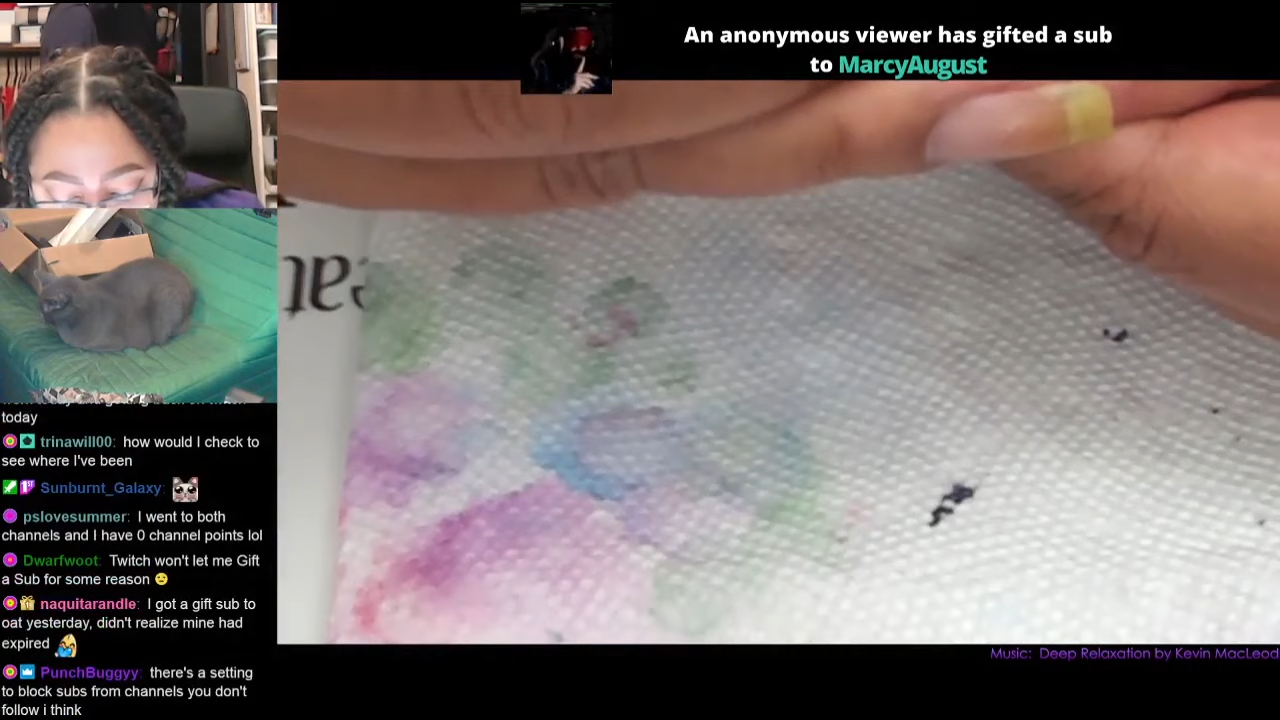 An anonymous viewer has gifted a sub
to MarcyAugust
today
trinawill00: how would I check to
see where I've been
Sunburnt_Galaxy:
pslovesummer: I went to both
channels and I have 0 channel points lol
Dwarfwoot: Twitch won't let me Gift
a Sub for some reason
naquitarandle: I got a gift sub to
oat yesterday, didn't realize mine had
expired
PunchBuggyy: there's a setting
to block subs from channels you don't
follow i think
Music: Deep Relaxation by Kevin MacLeod